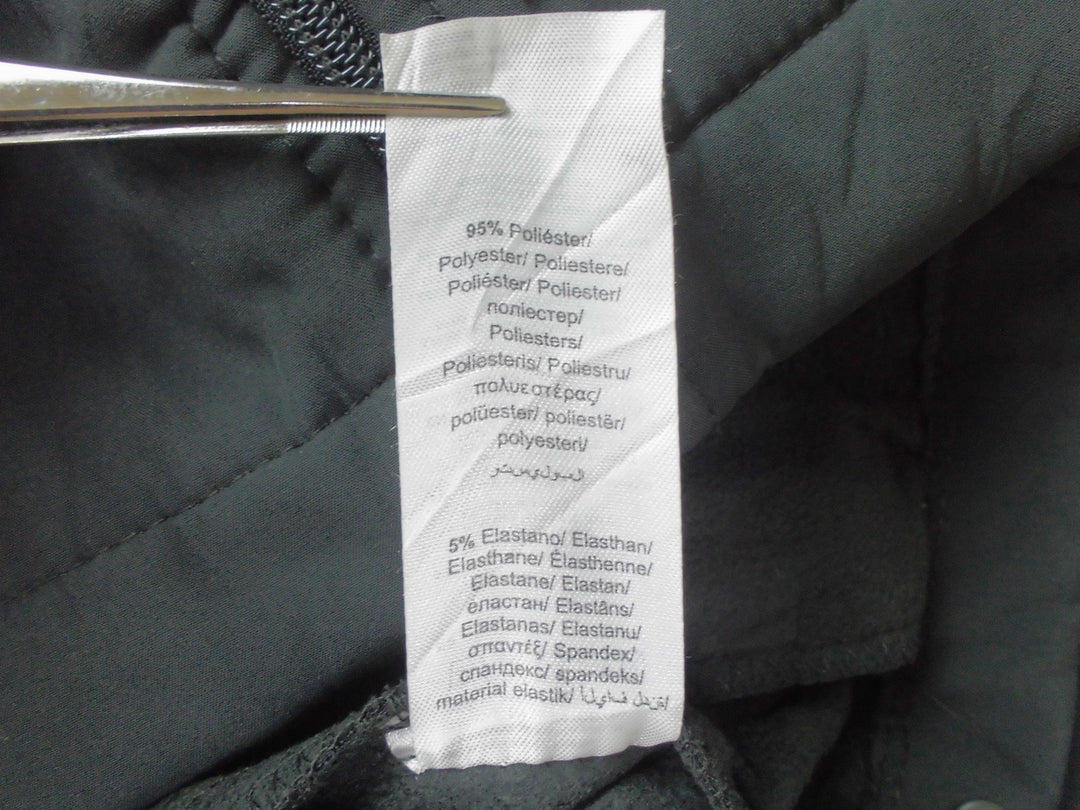 95% Poliéster/
Polyester/ Poliestere/
Poliéster/ Poliester/
поліестер/
Poliesters/
Poliesteris/ Poliestru/
πολυεστέρας/
polüester/ poliestër/
polyesteri/
5% Elastano/ Elasthan/
Elasthane/ Élasthenne/
Elastane/ Elastan/
еластан/ Elastāns/
Elastanas/ Elastanu/
σπαντέξ/ Spandex/
спандекс/ spandeks/
material elastik/